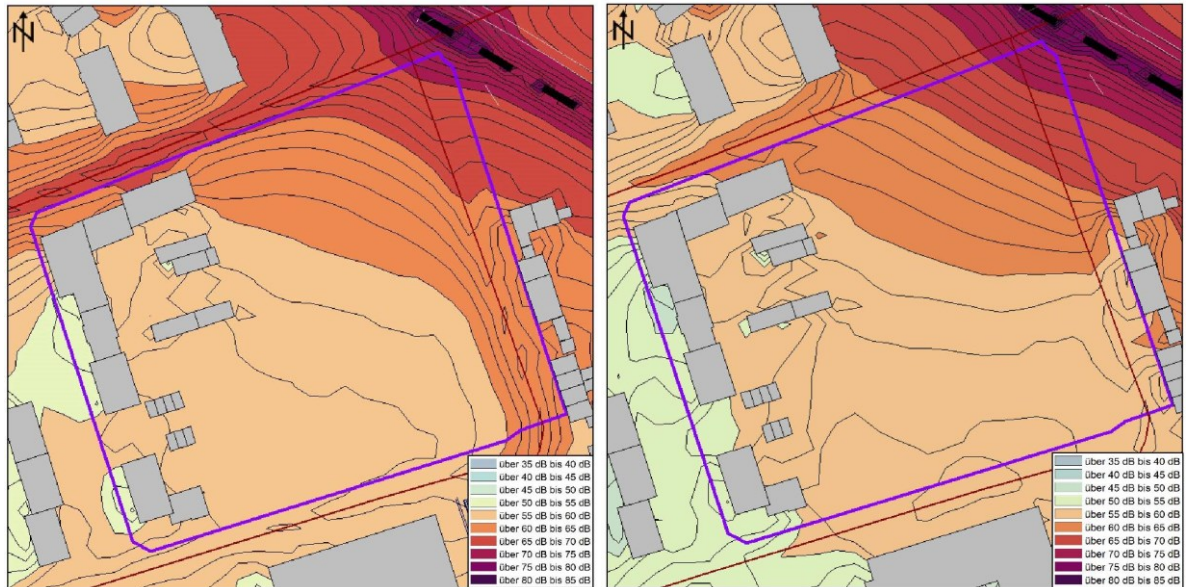 N
über 35 dB bis 40 dB
über 40 dB bis 45 dB
über 45 dB bis 50 dB
über 50 dB bis 55 dB
über 55 dB bis 60 dB
über 60 dB bis 65 dB
über 65 dB bis 70 dB
über 70 dB bis 75 dB
über 75 dB bis 80 dB
über 80 dB bis 85 dB
N
über 35 dB bis 40 dB
über 40 dB bis 45 dB
über 45 dB bis 50 dB
über 50 dB bis 55 dB
über 55 dB bis 60 dB
über 60 dB bis 65 dB
über 65 dB bis 70 dB
über 70 dB bis 75 dB
über 75 dB bis 80 dB
über 80 dB bis 85 dB